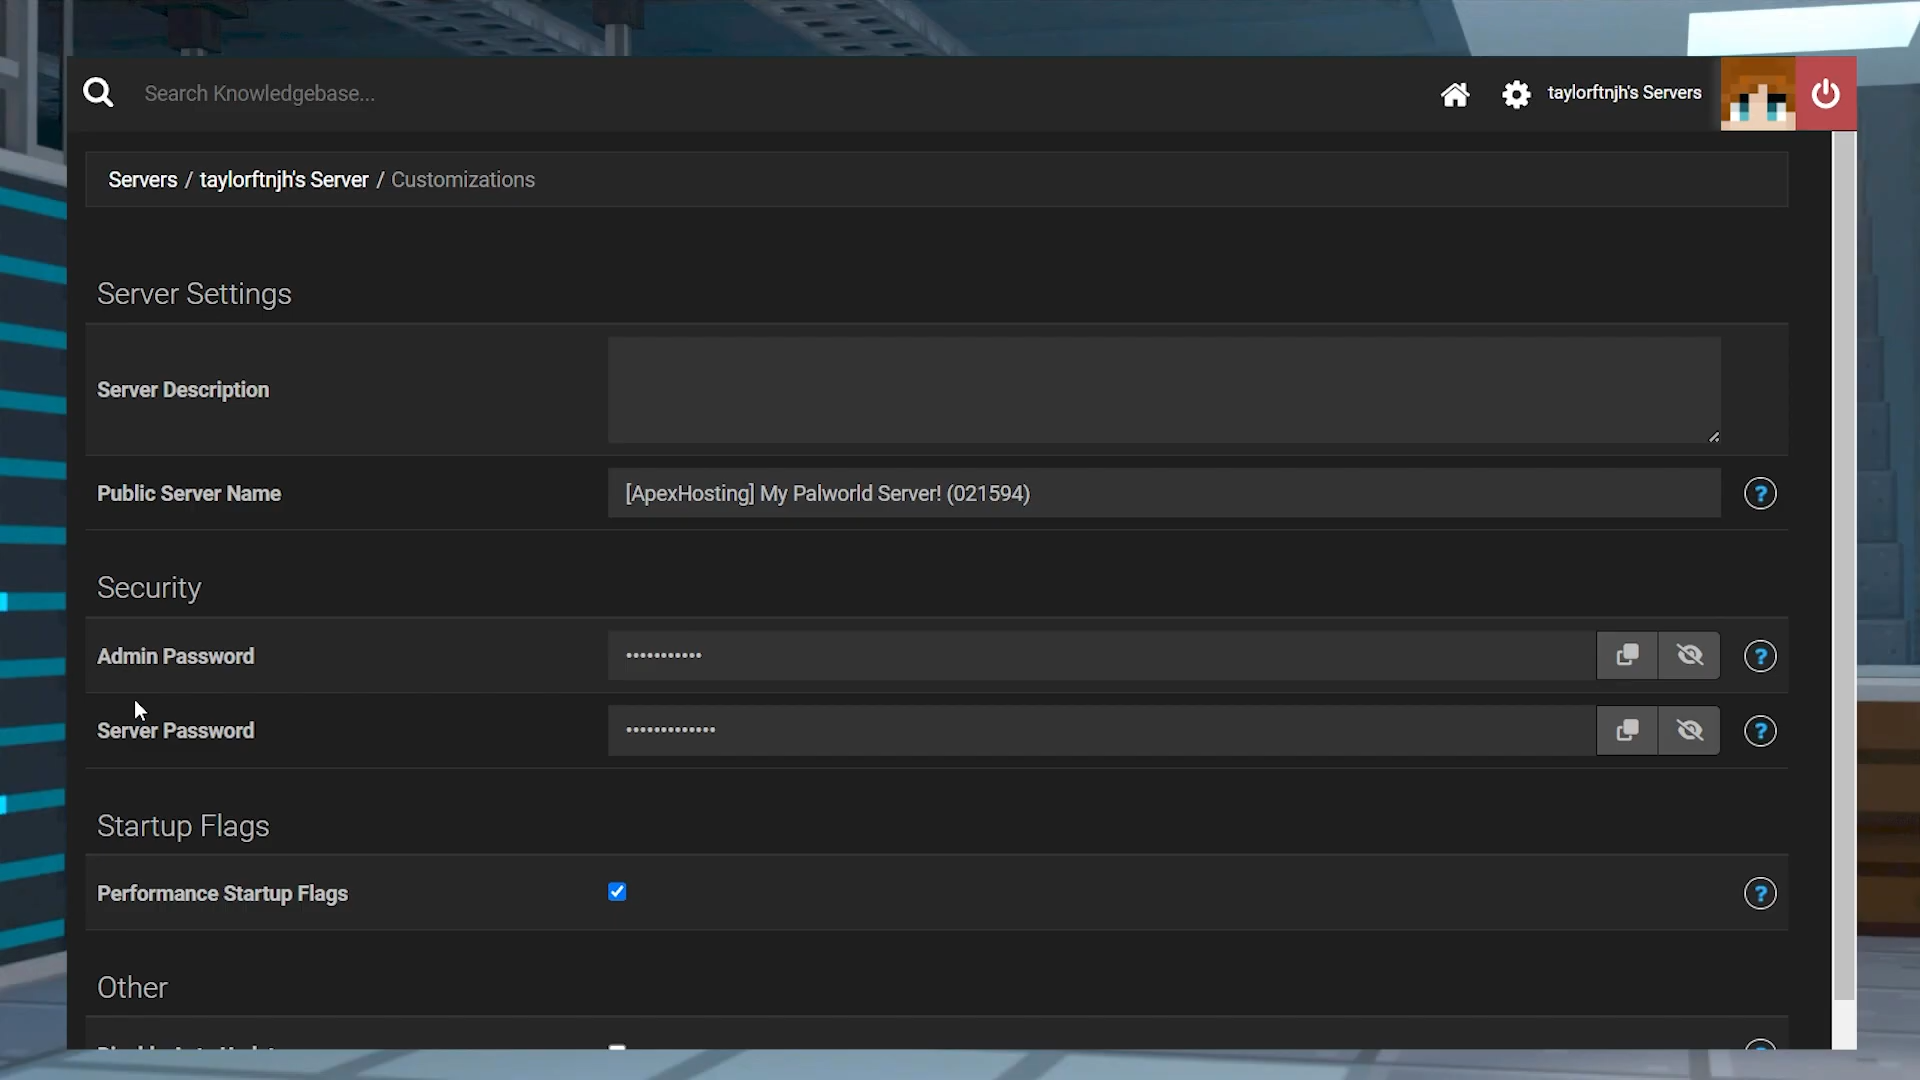 Search Knowledgebase...
taylorftnjh's Servers
Servers / taylorftnjh's Server / Customizations
Server Settings
Server Description
Public Server Name
[ApexHosting] My Palworld Server! (021594)
?
Security
Admin Password
•••••••••••
?
Server Password
•••••••••••••
?
Startup Flags
Performance Startup Flags
?
Other